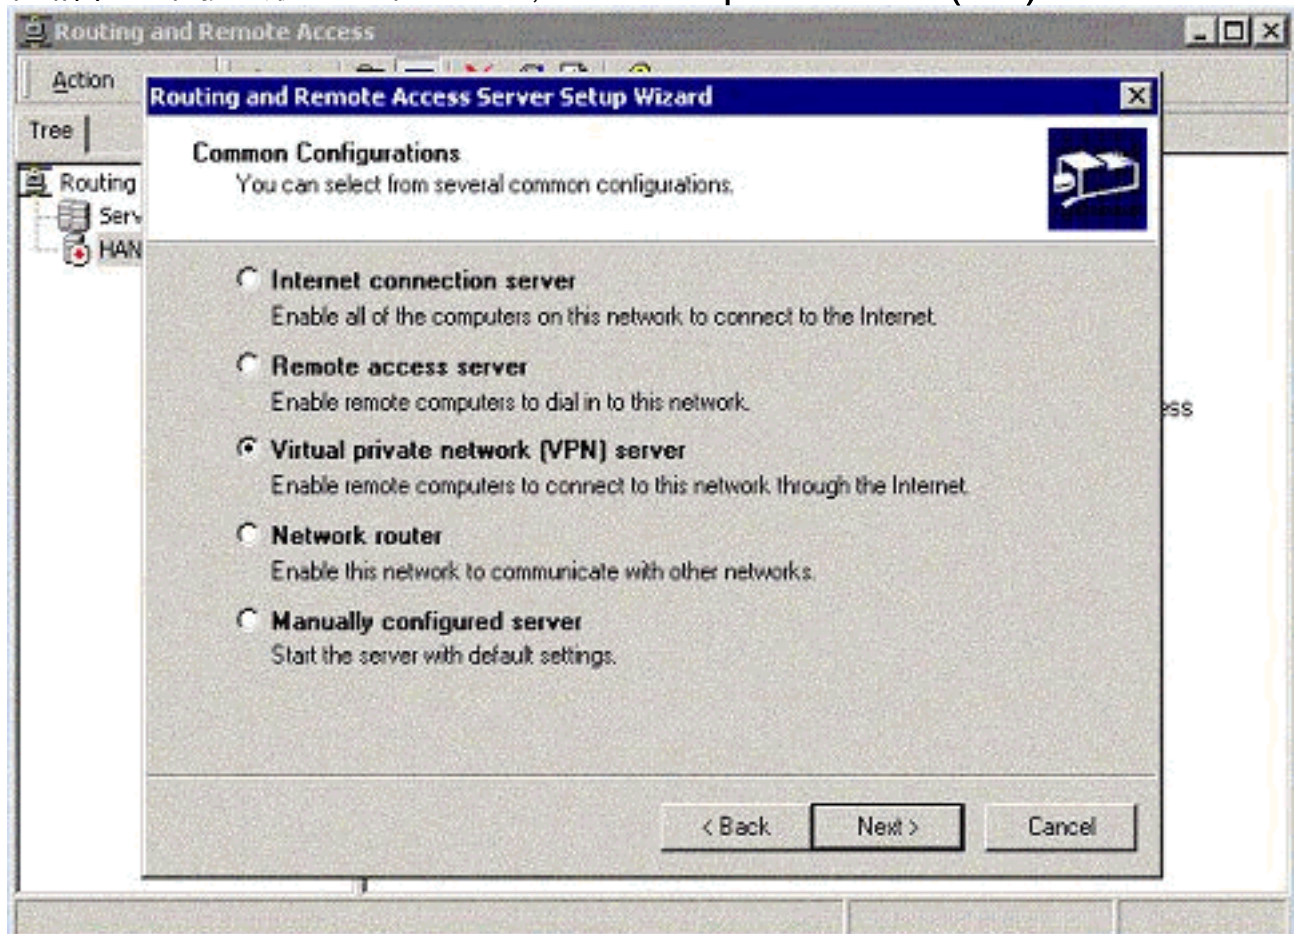 Routing and Remote Access
Action
Routing and Remote Access Server Setup Wizard
Tree
Common Configurations
You can select from several common configurations.
Routing
Serv
HAN
Internet connection server
Enable all of the computers on this network to connect to the Internet.
Remote access server
Enable remote computers to dial in to this network.
ess
Virtual private network (VPN) server
Enable remote computers to connect to this network through the Internet.
Network router
Enable this network to communicate with other networks.
Manually configured server
Start the server with default settings.
< Back
Next >
Cancel